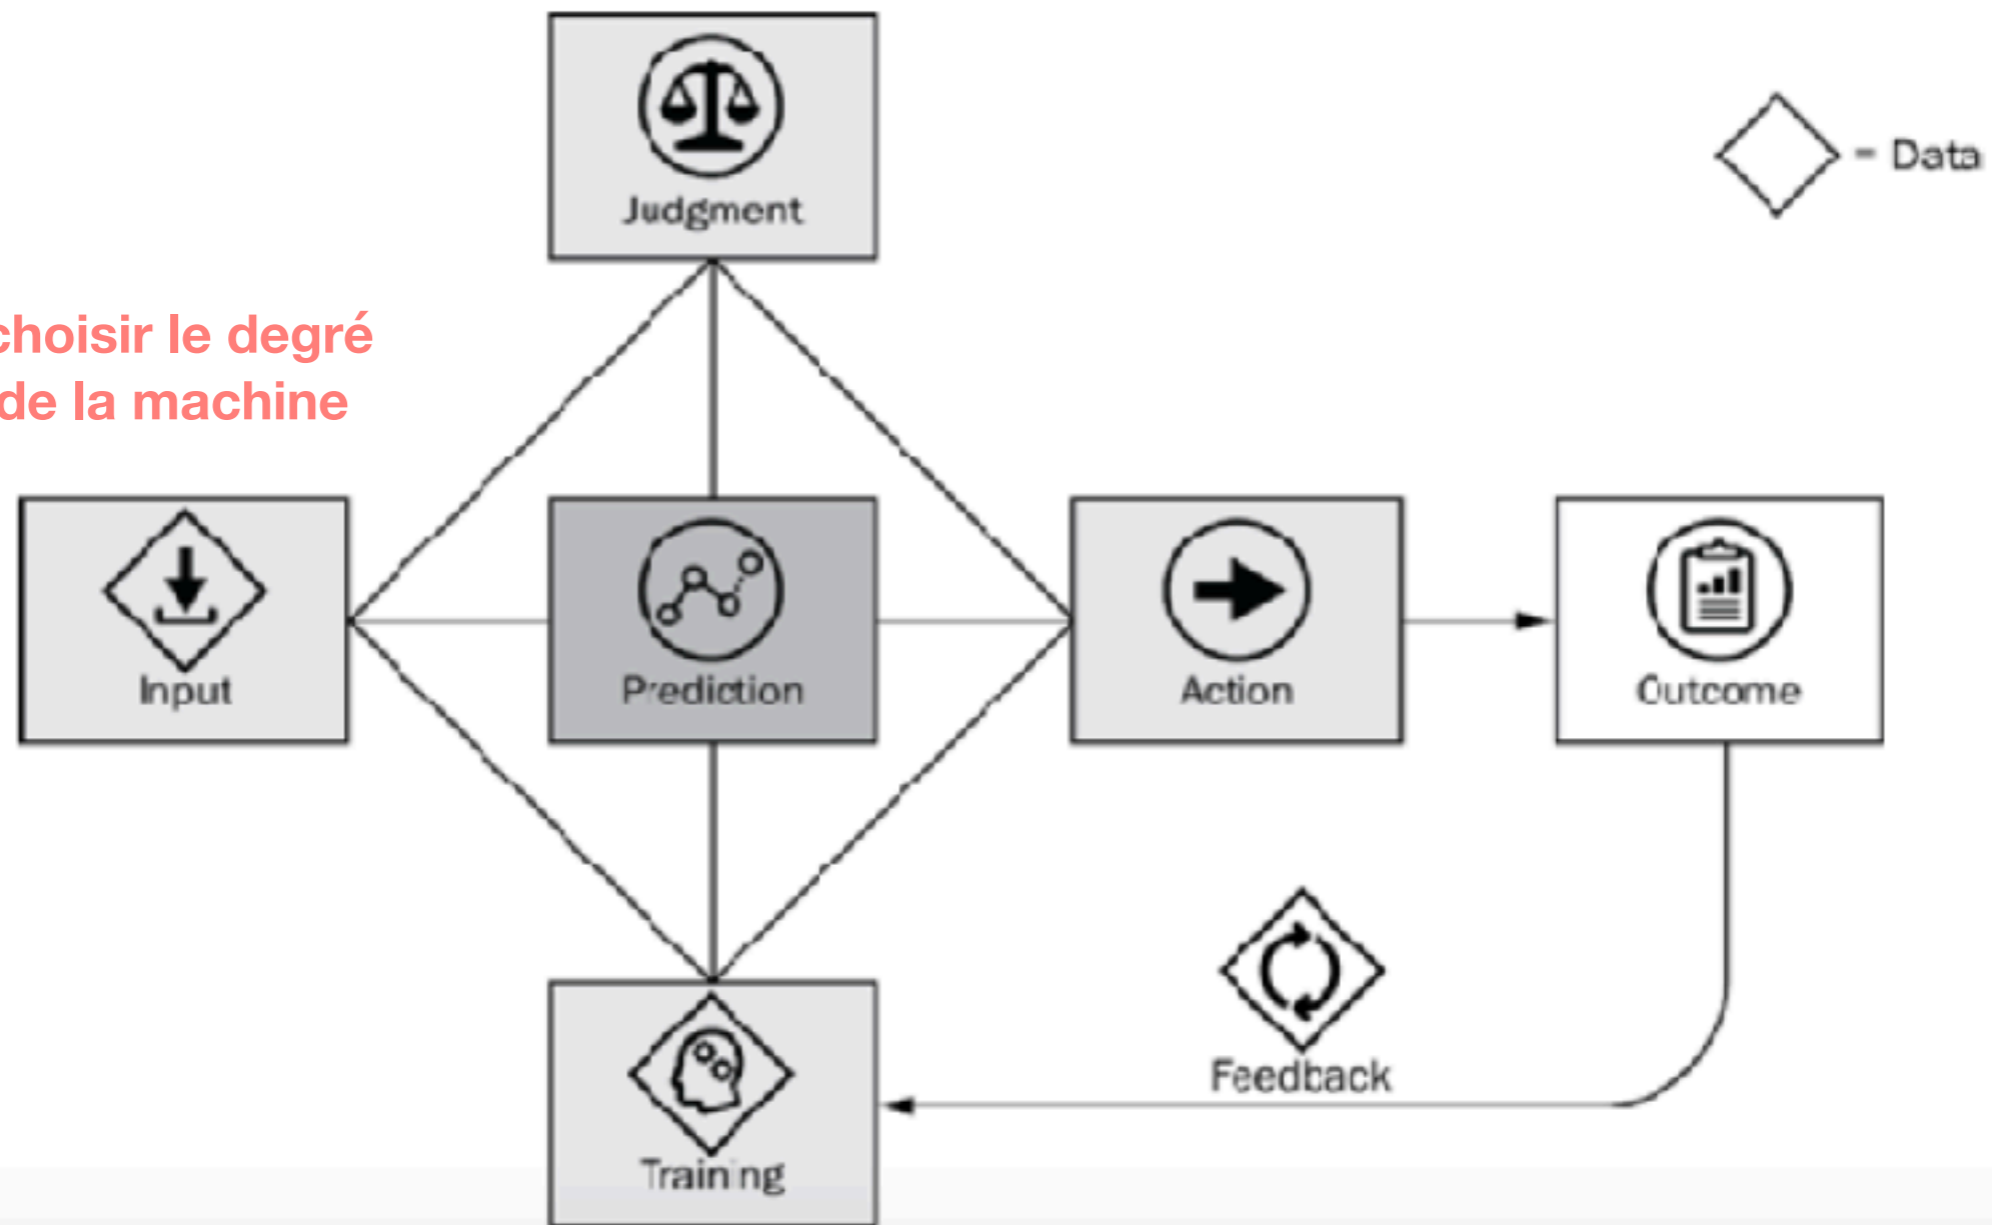 Judgment
= Data
choisir le degré
de la machine
Input
Prediction
Action
Outcome
Feedback
Training